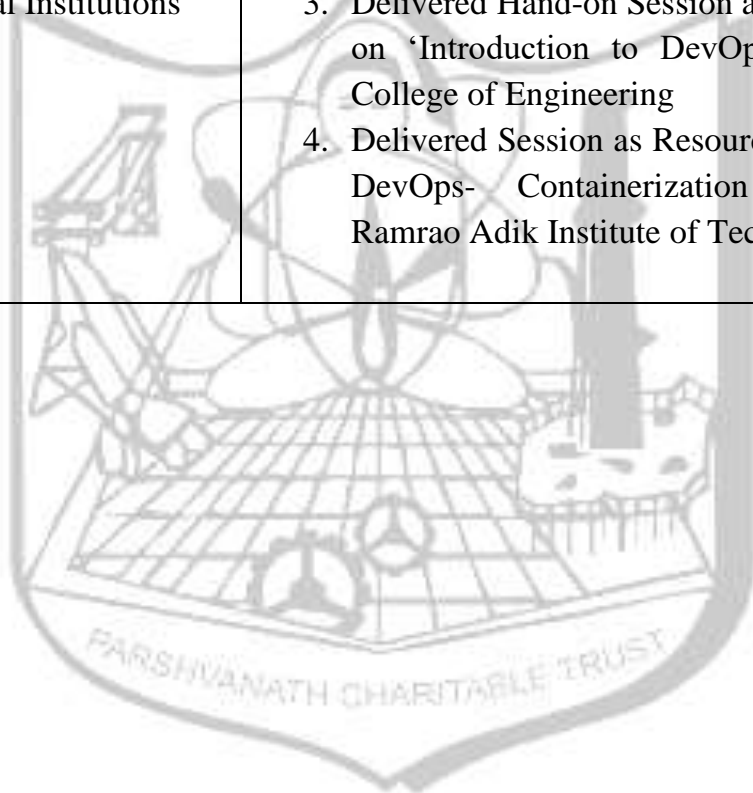 al Institutions
3. Delivered Hand-on Session a
on ‘Introduction to DevOp
College of Engineering
4. Delivered Session as Resour
DevOps- Containerization
Ramrao Adik Institute of Tec
PARSHVANATH CHARITABLE TRUST